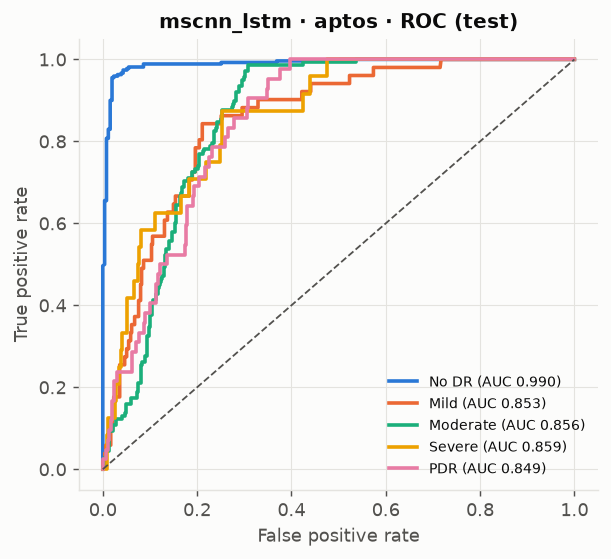 mscnn_lstm · aptos · ROC (test)
True positive rate
1.0
0.8
0.6
0.4
0.2
0.0
No DR (AUC 0.990)
Mild (AUC 0.853)
Moderate (AUC 0.856)
Severe (AUC 0.859)
PDR (AUC 0.849)
0.0 0.2 0.4 0.6 0.8 1.0
False positive rate